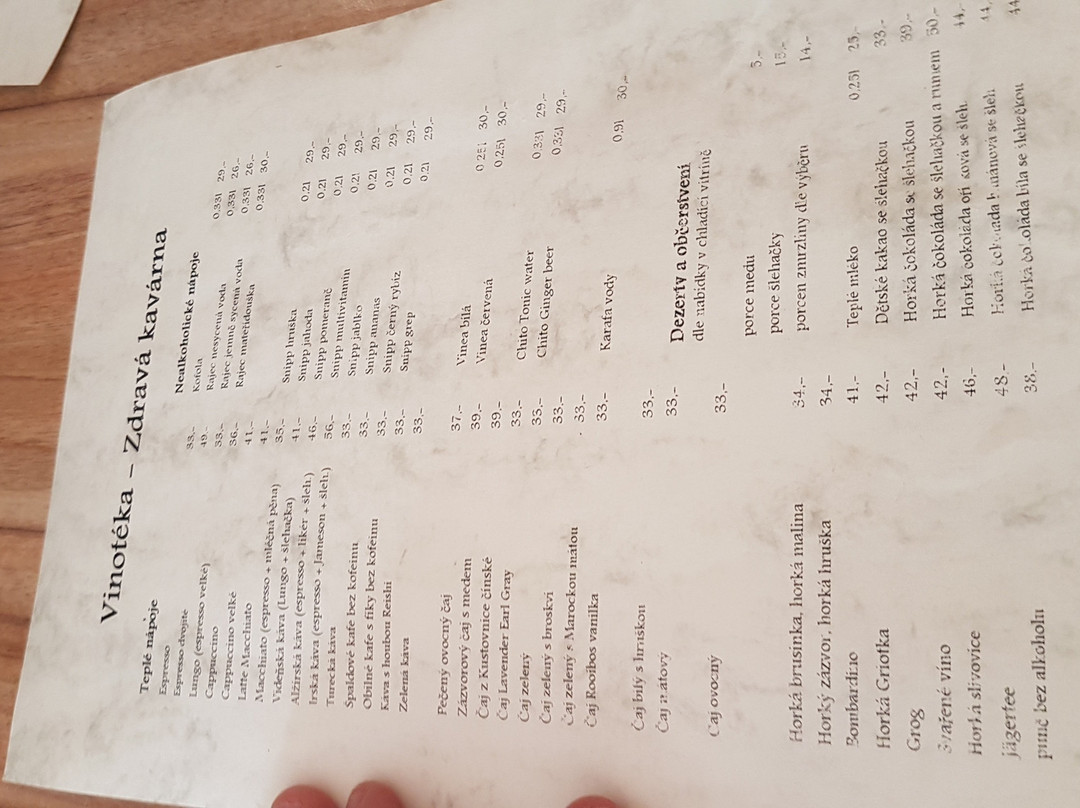 Vinotéka – Zdravá kavárna
Teplé nápoje
Espresso 33,-
Espresso dvojité 49,-
Lungo (espresso velké) 33,-
Cappuccino 36,-
Cappuccino velké 41,-
Latte Macchiato 41,-
Macchiato (espresso + mléčná pěna) 35,-
Vídeňská káva (Lungo + šlehačka) 41,-
Alžírská káva (espresso + likér + šleh.) 46,-
Irská káva (espresso + Jameson + šleh.) 56,-
Turecká káva 33,-
Špaldové kafe bez kofeinu 33,-
Obilné kafe s fíky bez kofeinu 33,-
Káva s houbou Reishi 33,-
Zelená káva 33,-
Pečený ovocný čaj 37,-
Zázvorový čaj s medem 39,-
Čaj z Kustovnice čínské 39,-
Čaj Lavender Earl Gray 33,-
Čaj zelený 33,-
Čaj zelený s broskví 33,-
Čaj zelený s Marockou mátou 33,-
Čaj Rooibos vanilka 33,-
Čaj bílý s hruškou 33,-
Čaj mátový 33,-
Čaj ovocný 33,-
Horká brusinka, horká malina 34,-
Horký zázvor, horká hruška 34,-
Bombardino 41,-
Horká Griotka 42,-
Grog 42,-
Svařené víno 42,-
Horká slivovice 46,-
jägertee 48,-
punč bez alkoholu 38,-
Nealkoholické nápoje
Kofola 0,33l 29,-
Rajec nesycená voda 0,33l 26,-
Rajec jemně sycená voda 0,33l 26,-
Rajec mateřídouška 0,33l 30,-
Snipp hruška 0,2l 29,-
Snipp jahoda 0,2l 29,-
Snipp pomeranč 0,2l 29,-
Snipp multivitamin 0,2l 29,-
Snipp jablko 0,2l 29,-
Snipp ananas 0,2l 29,-
Snipp černý rybíz 0,2l 29,-
Snipp grep 0,2l 29,-
Vinea bílá 0,25l 30,-
Vinea červená 0,25l 30,-
Chito Tonic water 0,33l 29,-
Chito Ginger beer 0,33l 29,-
Karafa vody 0,9l 30,-
Dezerty a občerstvení
dle nabídky v chladící vitríně
porce medu 5,-
porce šlehačky 15,-
porcen zmrzliny dle výběru 14,-
Teplé mléko 0,25l 25,-
Dětské kakao se šlehačkou 33,-
Horká čokoláda se šlehačkou 39,-
Horká čokoláda se šlehačkou a rumem 50,-
Horká čokoláda oříšková se šleh. 44,-
Horká čokoláda banánová se šleh. 44,-
Horká čokoláda bílá se šlehačkou 44